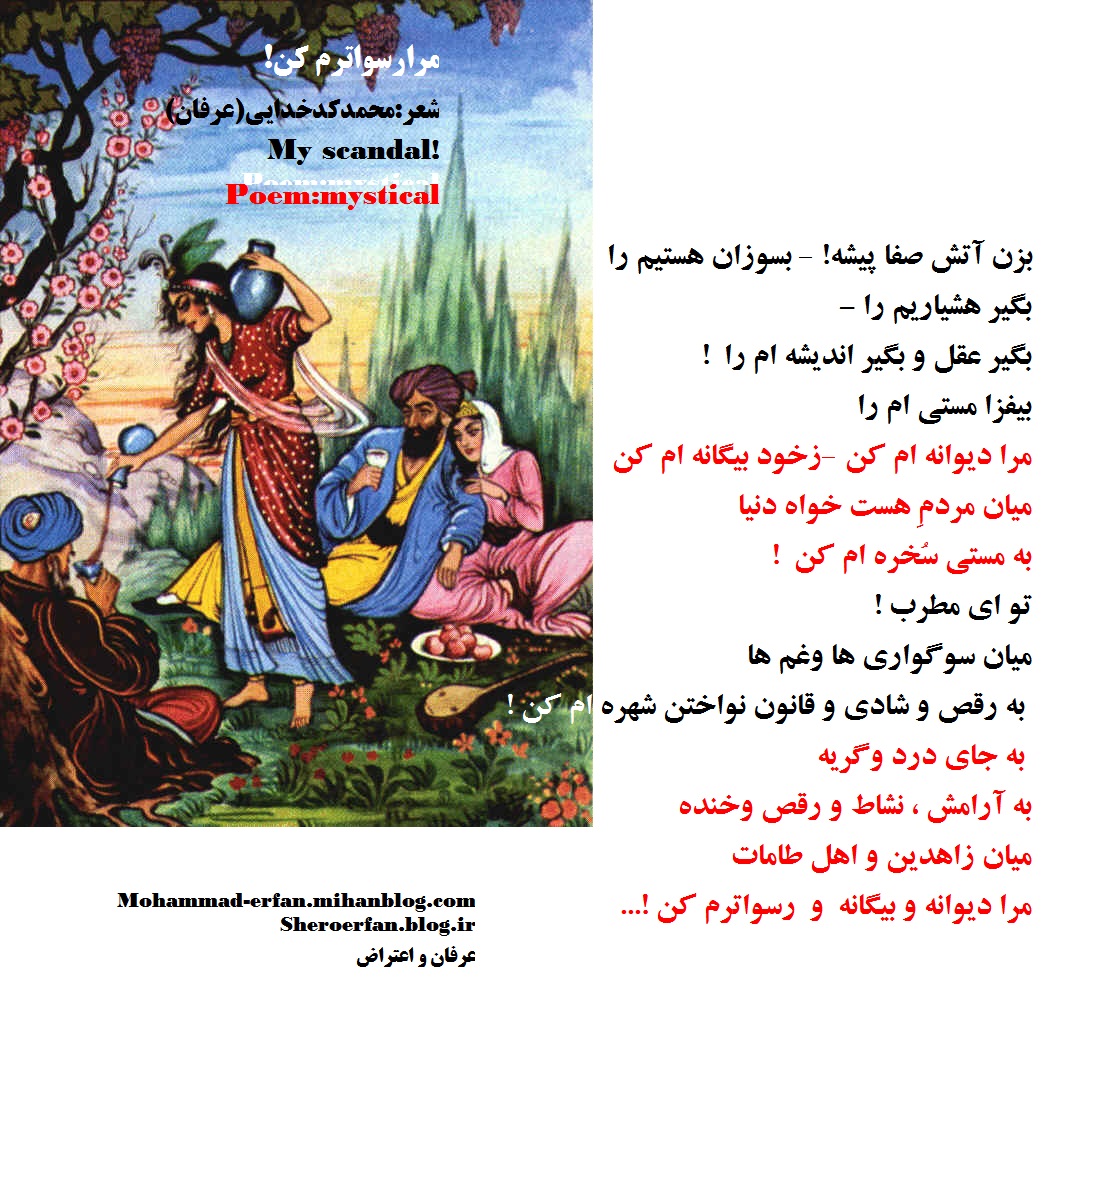 مرارسواترم کن!
شعر:محمدکدخدایی(عرفان)
My scandal!
Poem:mystical
Poem:mystical
بزن آتش صفا پیشه! – بسوزان هستیم را
بگیر هشیاریم را –
بگیر عقل و بگیر اندیشه ام را !
بیفزا مستی ام را
مرا دیوانه ام کن –زخود بیگانه ام کن
میان مردمِ هست خواه دنیا
به مستی سُخره ام کن !
تو ای مطرب !
میان سوگواری ها وغم ها
به رقص و شادی و قانون نواختن شهره ام کن !
به جای درد وگریه
به آرامش ، نشاط و رقص وخنده
میان زاهدین و اهل طامات
مرا دیوانه و بیگانه و رسواترم کن !...
Mohammad-erfan.mihanblog.com
Sheroerfan.blog.ir
عرفان و اعتراض